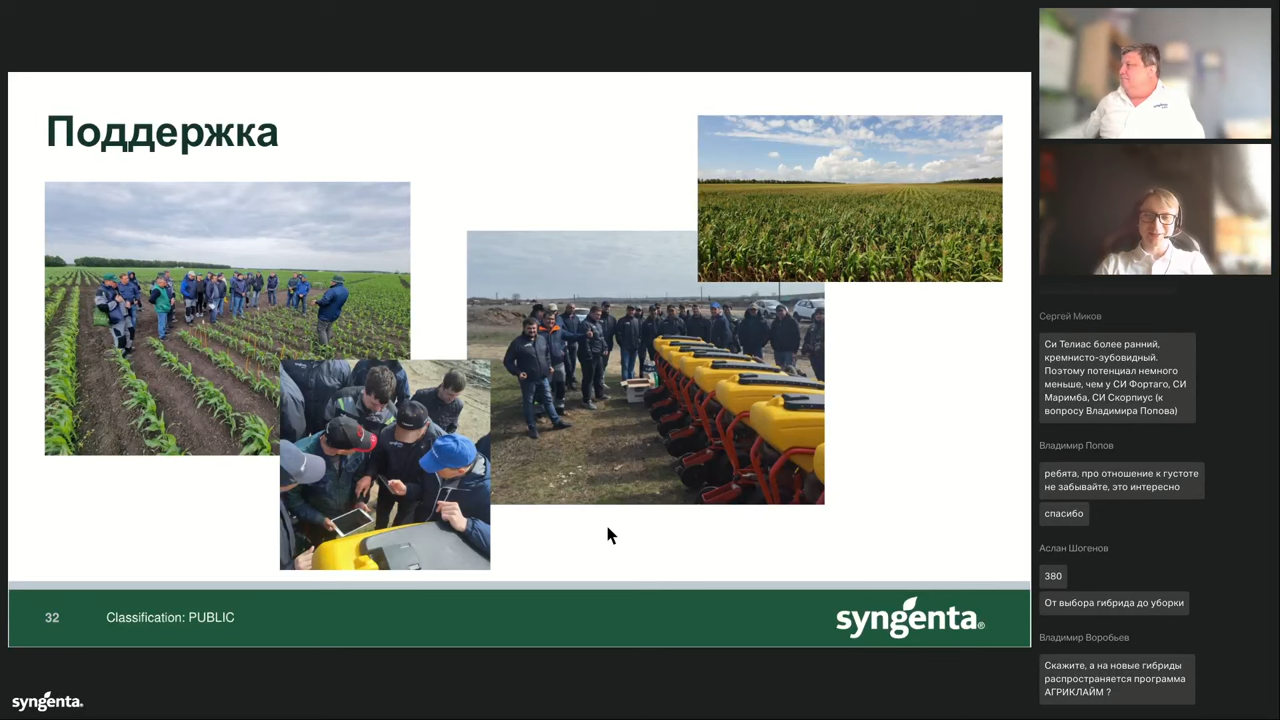 Поддержка
32
Classification: PUBLIC
syngenta®
syngenta®
Сергей Миков
Си Телиас более ранний,
кремнисто-зубовидный.
Поэтому потенциал немного
меньше, чем у СИ Фортаго, СИ
Маримба, СИ Скорпиус (к
вопросу Владимира Попова)
Владимир Попов
ребята, про отношение к густоте
не забывайте, это интересно
спасибо
Аслан Шогенов
380
От выбора гибрида до уборки
Владимир Воробьев
Скажите, а на новые гибриды
распространяется программа
АГРИКЛАЙМ ?